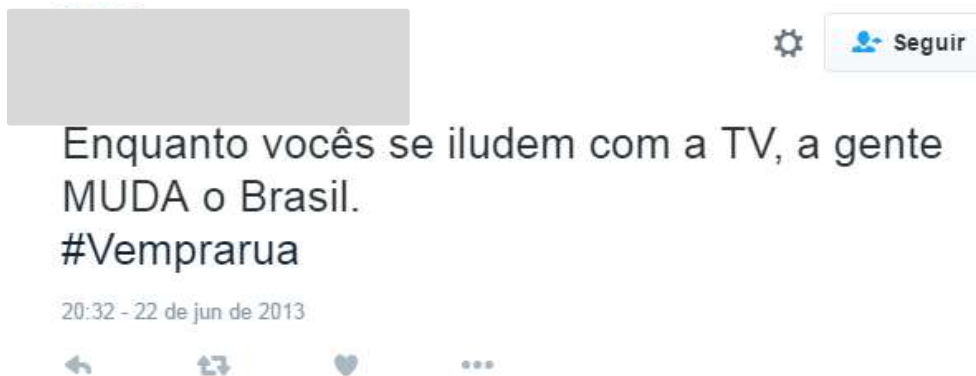 Seguir
Enquanto vocês se iludem com a TV, a gente
MUDA o Brasil.
#Vemprarua
20:32 - 22 de jun de 2013